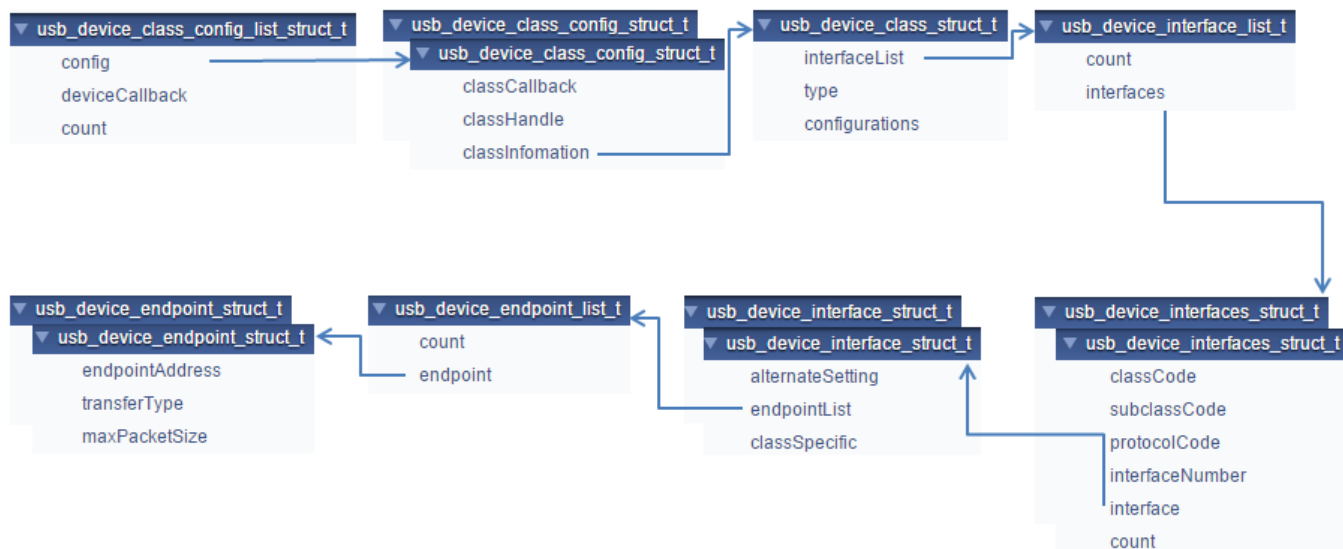 usb_device_class_config_list_struct_t
config
deviceCallback
count
usb_device_class_config_struct_t
usb_device_class_config_struct_t
classCallback
classHandle
classInfomation
usb_device_class_struct_t
interfaceList
type
configurations
usb_device_interface_list_t
count
interfaces
usb_device_endpoint_struct_t
usb_device_endpoint_struct_t
endpointAddress
transferType
maxPacketSize
usb_device_endpoint_list_t
count
endpoint
usb_device_interface_struct_t
usb_device_interface_struct_t
alternateSetting
endpointList
classSpecific
usb_device_interfaces_struct_t
usb_device_interfaces_struct_t
classCode
subclassCode
protocolCode
interfaceNumber
interface
count